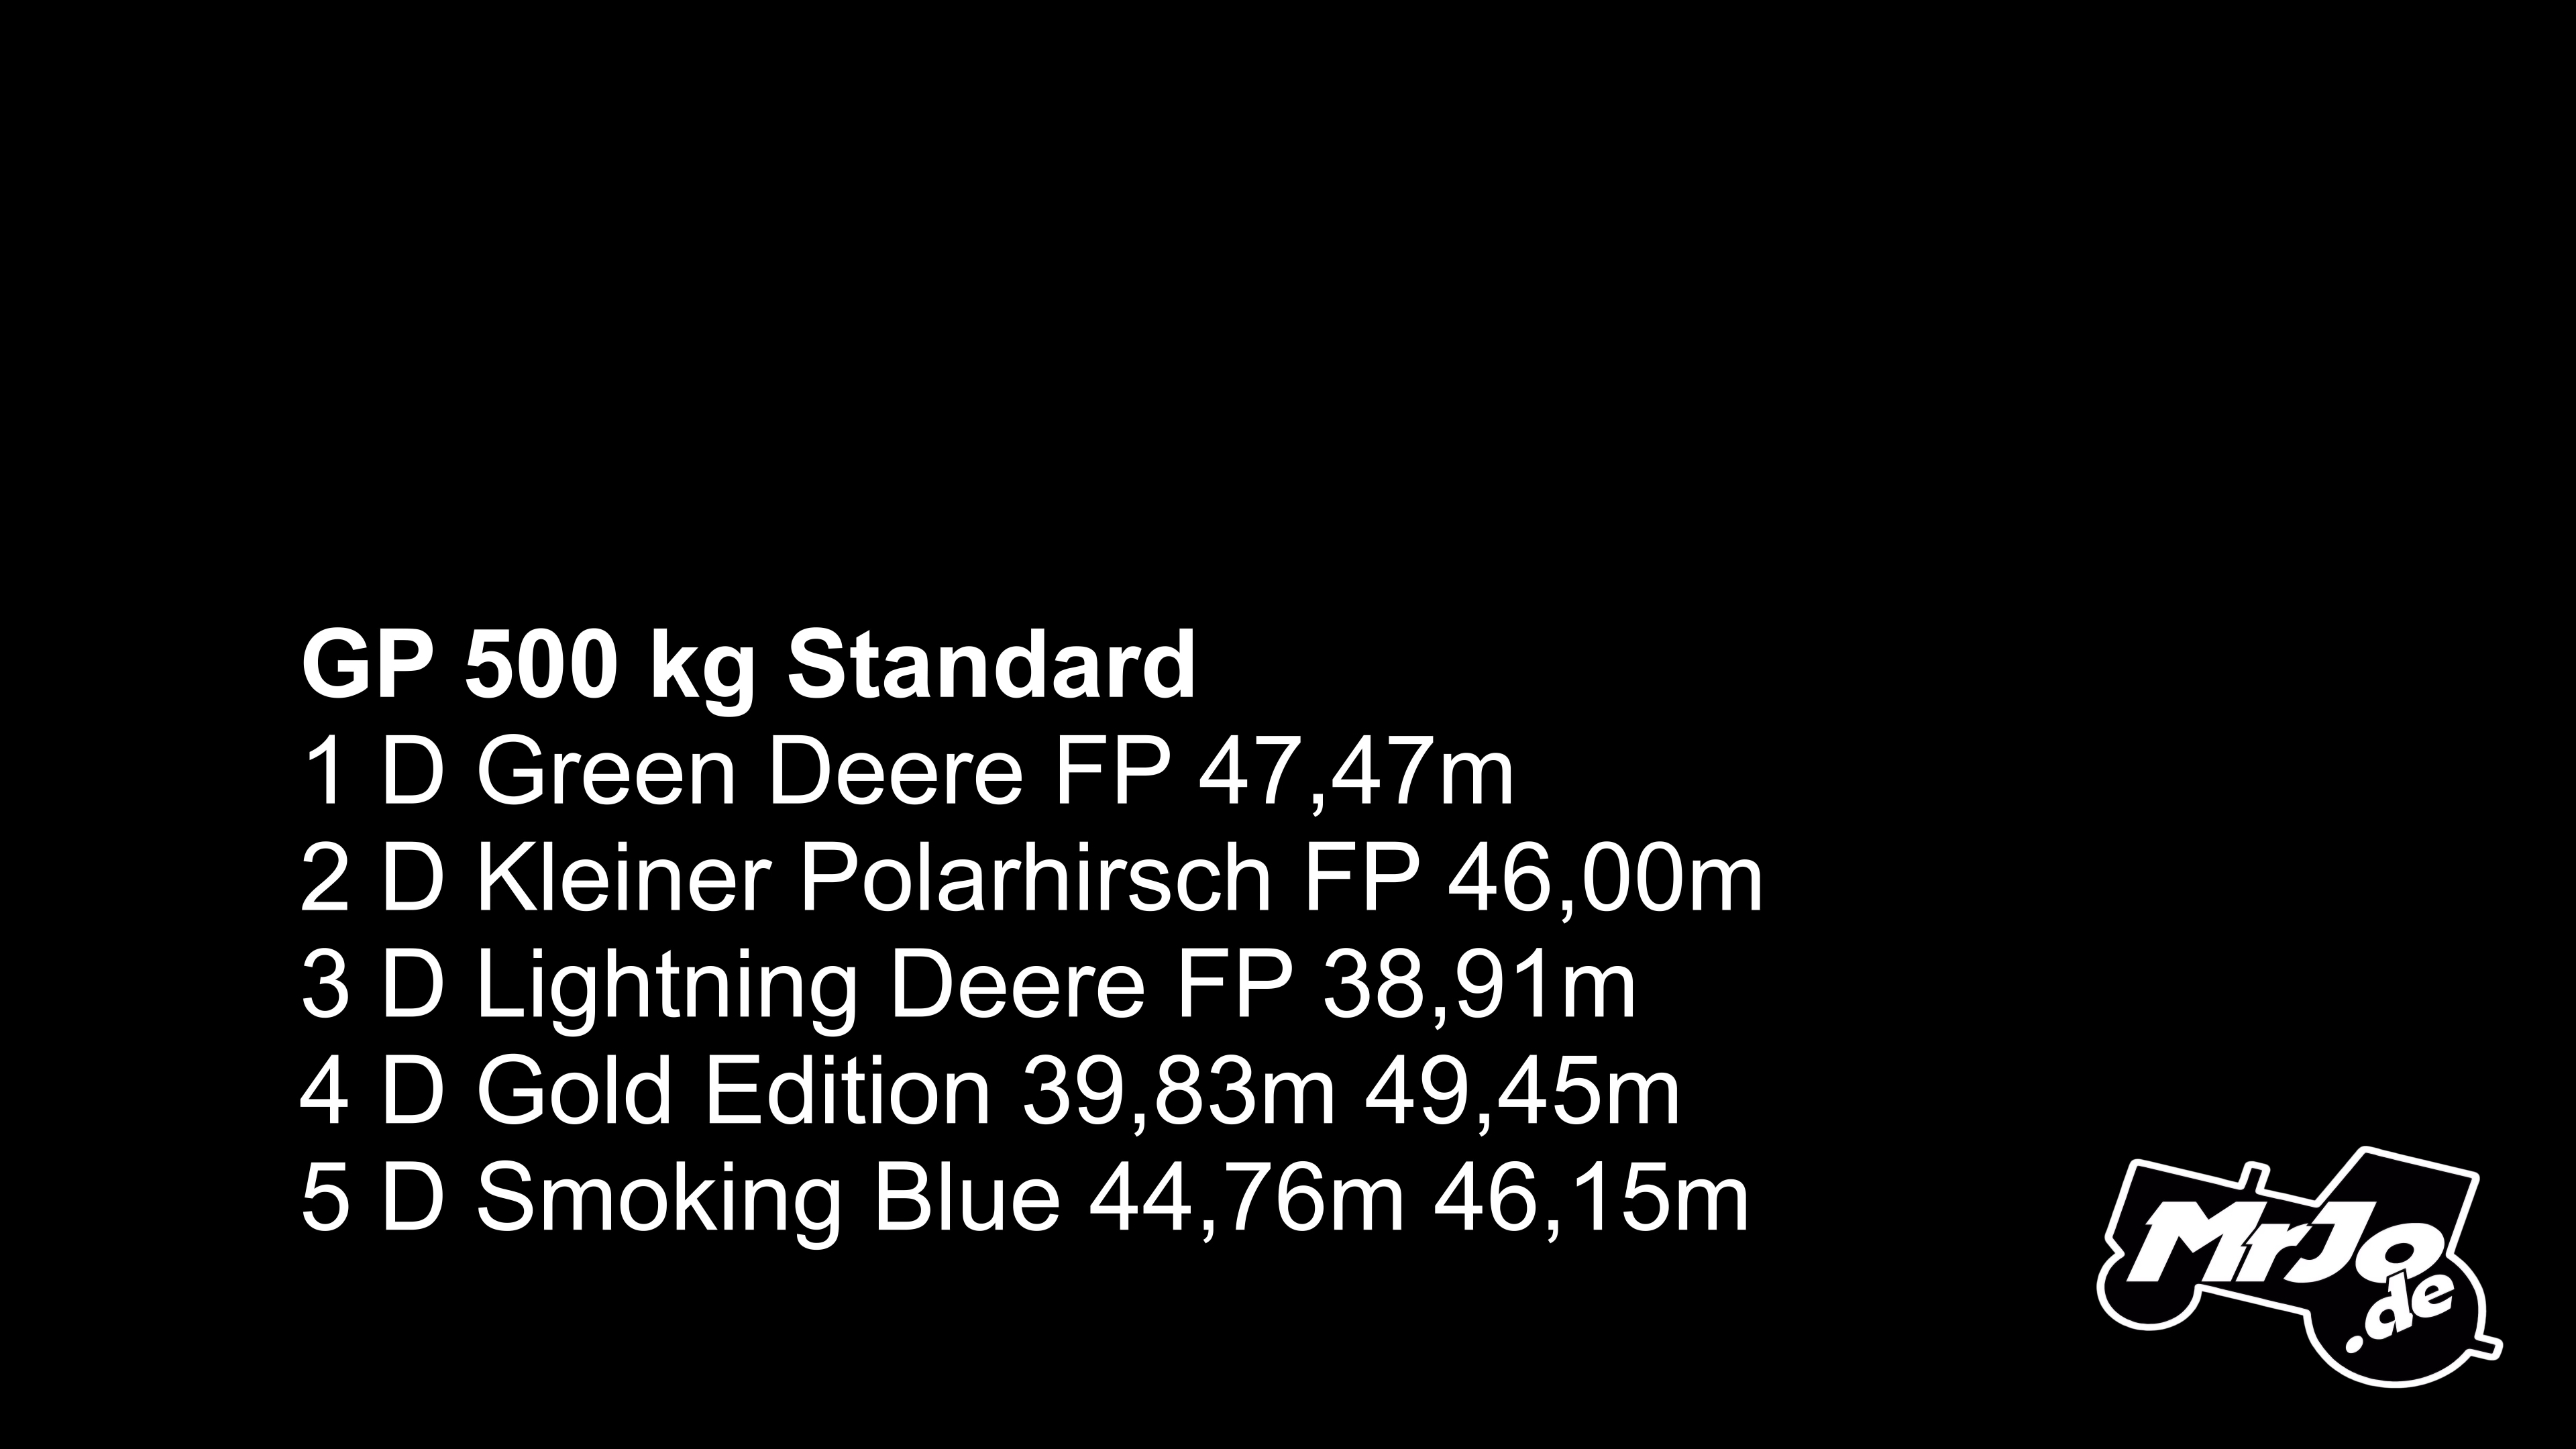 GP 500 kg Standard
1 D Green Deere FP 47,47m
2 D Kleiner Polarhirsch FP 46,00m
3 D Lightning Deere FP 38,91m
4 D Gold Edition 39,83m 49,45m
5 D Smoking Blue 44,76m 46,15m
MrJo
.de